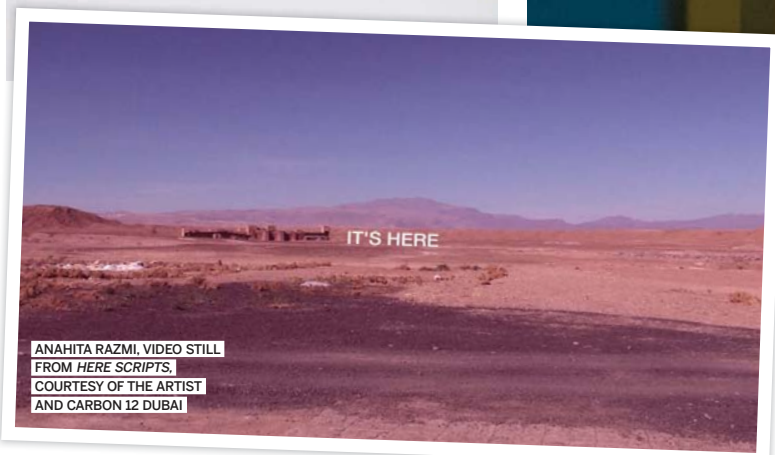 IT'S HERE
ANAHITA RAZMI, VIDEO STILL
FROM HERE SCRIPTS,
COURTESY OF THE ARTIST
AND CARBON 12 DUBAI